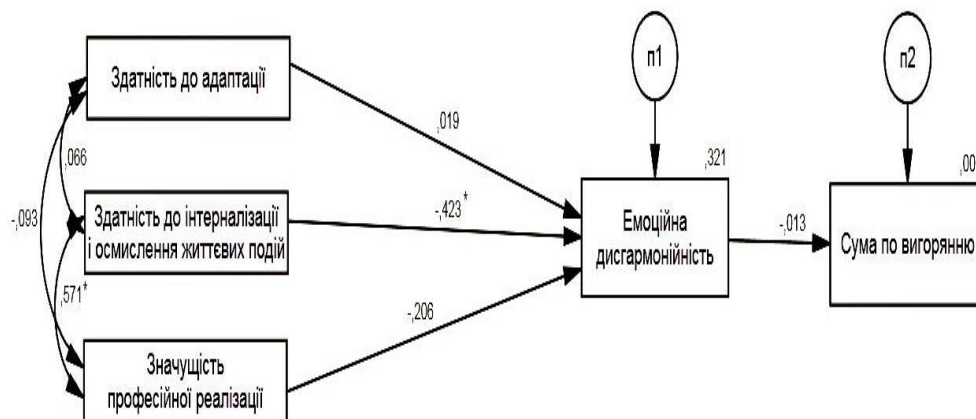 Здатність до адаптації
,019
,066
-,093
Здатність до інтерналізації
і осмислення життєвих подій
-,423*
,571*
Значущість
професійної реалізації
-,206
п1
,321
Емоційна
дисгармонійність
-,013
п2
,00
Сума по вигорянню